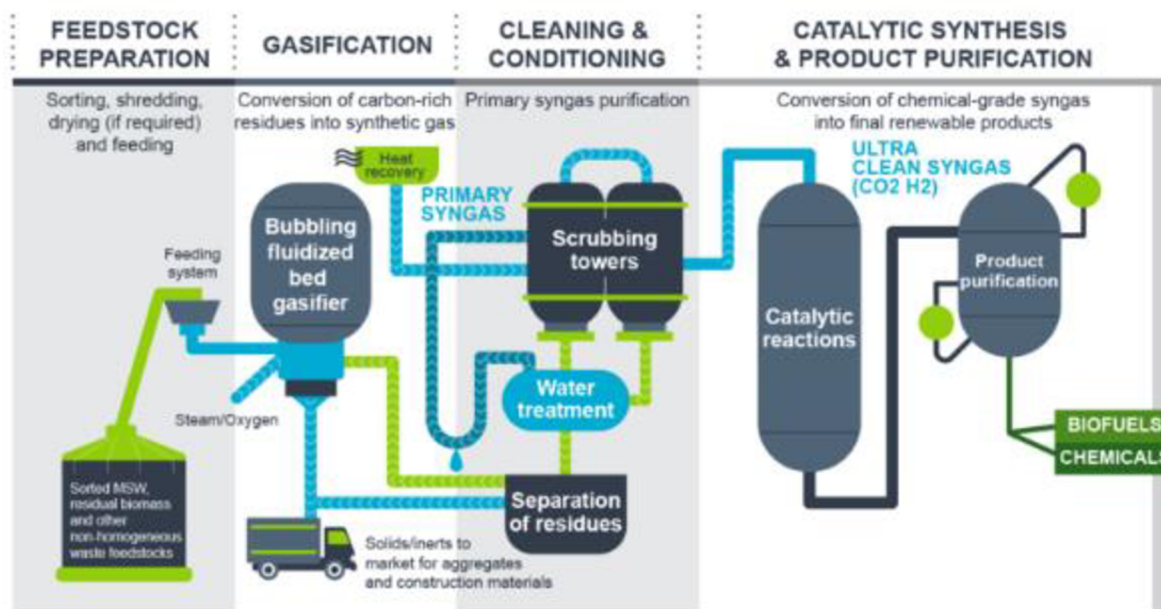 FEEDSTOCK
PREPARATION
Sorting, shredding,
drying (if required)
and feeding
GASIFICATION
Conversion of carbon-rich
residues into synthetic gas
CLEANING &
CONDITIONING
Primary syngas purification
CATALYTIC SYNTHESIS
& PRODUCT PURIFICATION
Conversion of chemical-grade syngas
into final renewable products
Heat
recovery
PRIMARY
SYNGAS
ULTRA
CLEAN SYNGAS
(CO2 H2)
Bubbling
fluidized
bed
gasifier
Scrubbing
towers
Feeding
system
Product
purification
Catalytic
reactions
Water
treatment
Steam/Oxygen
BIOFUELS
CHEMICALS
Sorted MSW,
residual biomass
and other
non-homogeneous
waste feedstocks
Separation
of residues
Solids/inerts to
market for aggregates
and construction materials